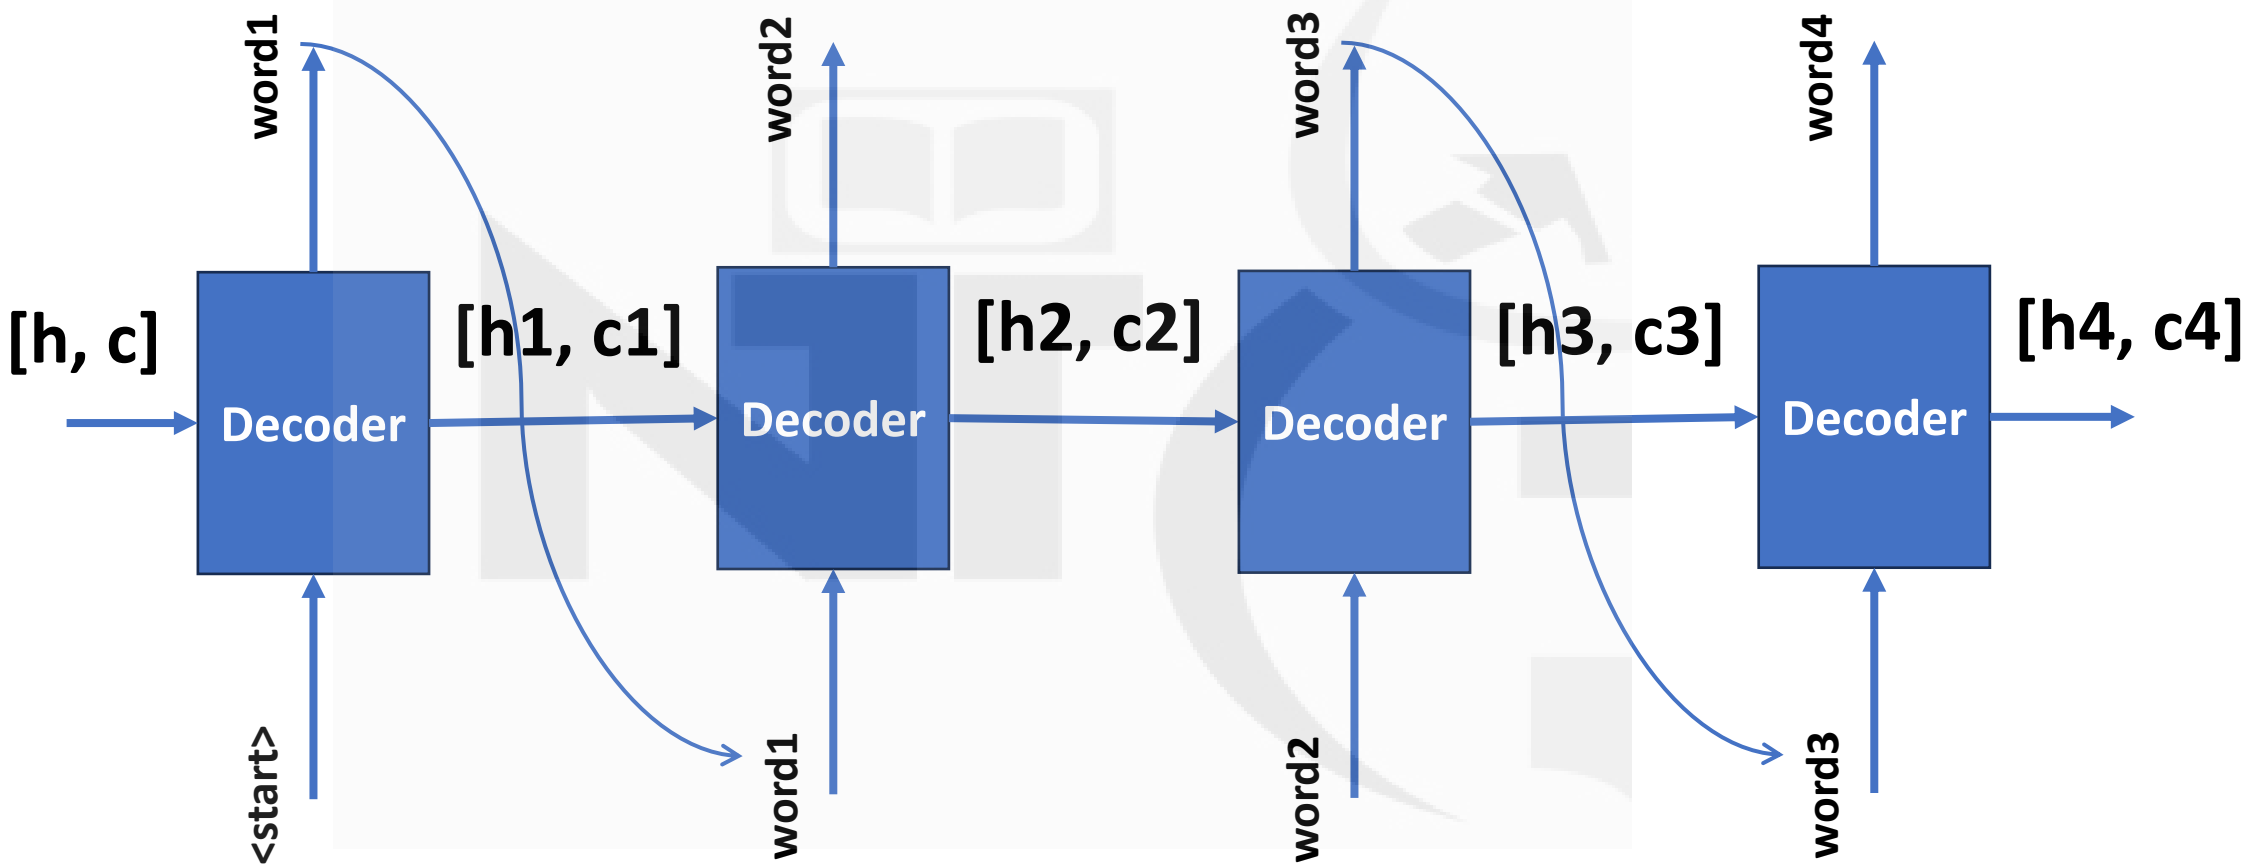 word1
word2
word3
word4
[h, c]
[h1, c1]
[h2, c2]
[h3, c3]
[h4, c4]
Decoder
Decoder
Decoder
Decoder
<start>
word1
word2
word3